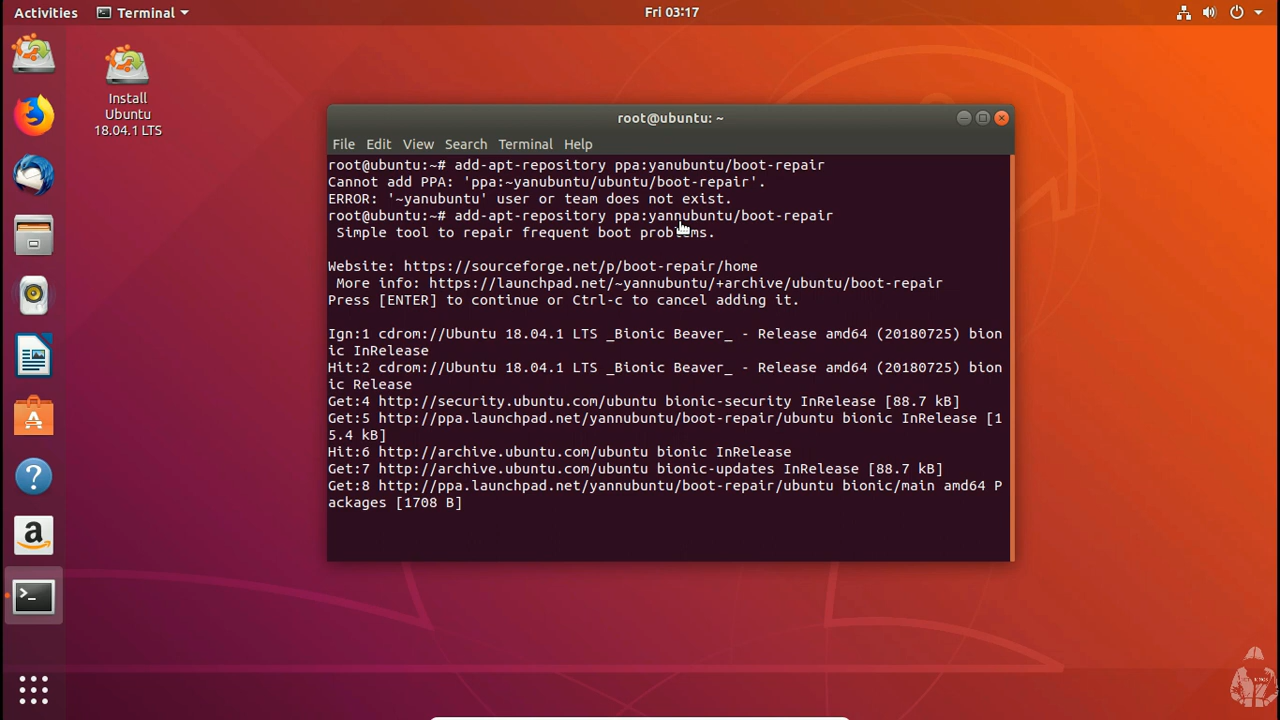 Activities
Terminal
Fri 03:17
Install
Ubuntu
18.04.1 LTS
root@ubuntu: ~
File Edit View Search Terminal Help
root@ubuntu:~# add-apt-repository ppa:yanubuntu/boot-repair
Cannot add PPA: 'ppa:~yanubuntu/ubuntu/boot-repair'.
ERROR: '~yanubuntu' user or team does not exist.
root@ubuntu:~# add-apt-repository ppa:yannubuntu/boot-repair
Simple tool to repair frequent boot problems.
Website: https://sourceforge.net/p/boot-repair/home
More info: https://launchpad.net/~yannubuntu/+archive/ubuntu/boot-repair
Press [ENTER] to continue or Ctrl-c to cancel adding it.
Ign:1 cdrom://Ubuntu 18.04.1 LTS _Bionic Beaver_ - Release amd64 (20180725) bion
ic InRelease
Hit:2 cdrom://Ubuntu 18.04.1 LTS _Bionic Beaver_ - Release amd64 (20180725) bion
ic Release
Get:4 http://security.ubuntu.com/ubuntu bionic-security InRelease [88.7 kB]
Get:5 http://ppa.launchpad.net/yannubuntu/boot-repair/ubuntu bionic InRelease [1
5.4 kB]
Hit:6 http://archive.ubuntu.com/ubuntu bionic InRelease
Get:7 http://archive.ubuntu.com/ubuntu bionic-updates InRelease [88.7 kB]
Get:8 http://ppa.launchpad.net/yannubuntu/boot-repair/ubuntu bionic/main amd64 P
ackages [1708 B]